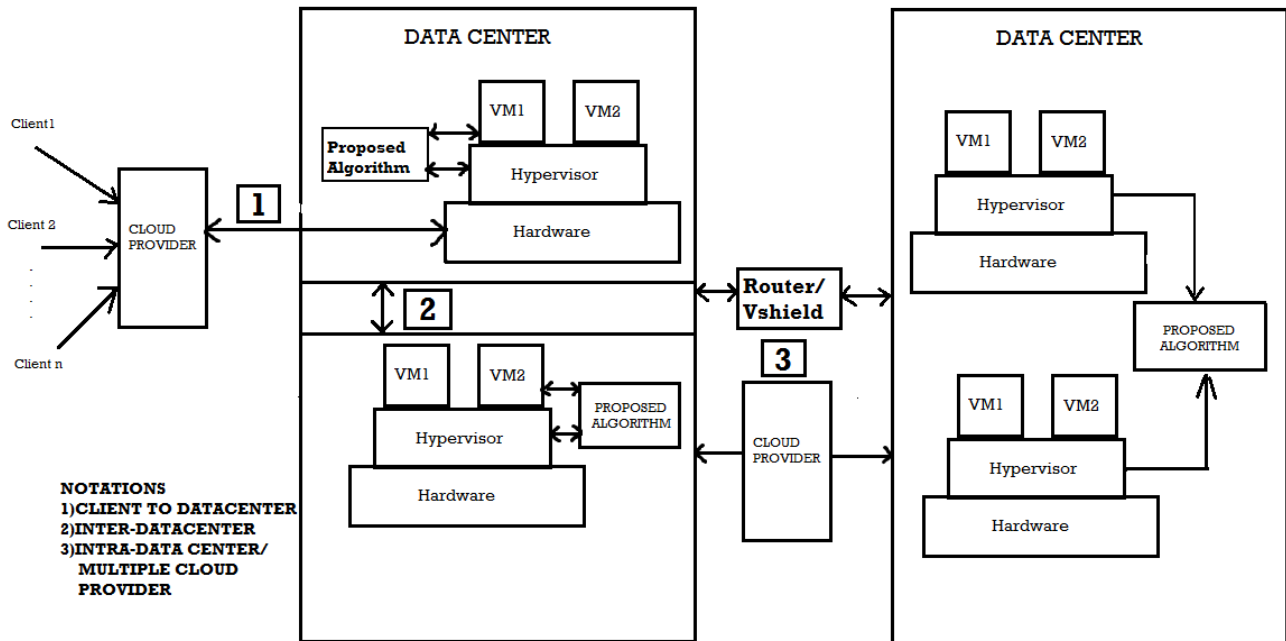 DATA CENTER
DATA CENTER
Client1
Client 2
Client n
CLOUD
PROVIDER
1
Proposed
Algorithm
VM1
VM2
Hypervisor
Hardware
2
VM1
VM2
Hypervisor
Hardware
PROPOSED
ALGORITHM
Router/
Vshield
3
CLOUD
PROVIDER
VM1
VM2
Hypervisor
Hardware
PROPOSED
ALGORITHM
VM1
VM2
Hypervisor
Hardware
NOTATIONS
1)CLIENT TO DATACENTER
2)INTER-DATACENTER
3)INTRA-DATA CENTER/
MULTIPLE CLOUD
PROVIDER